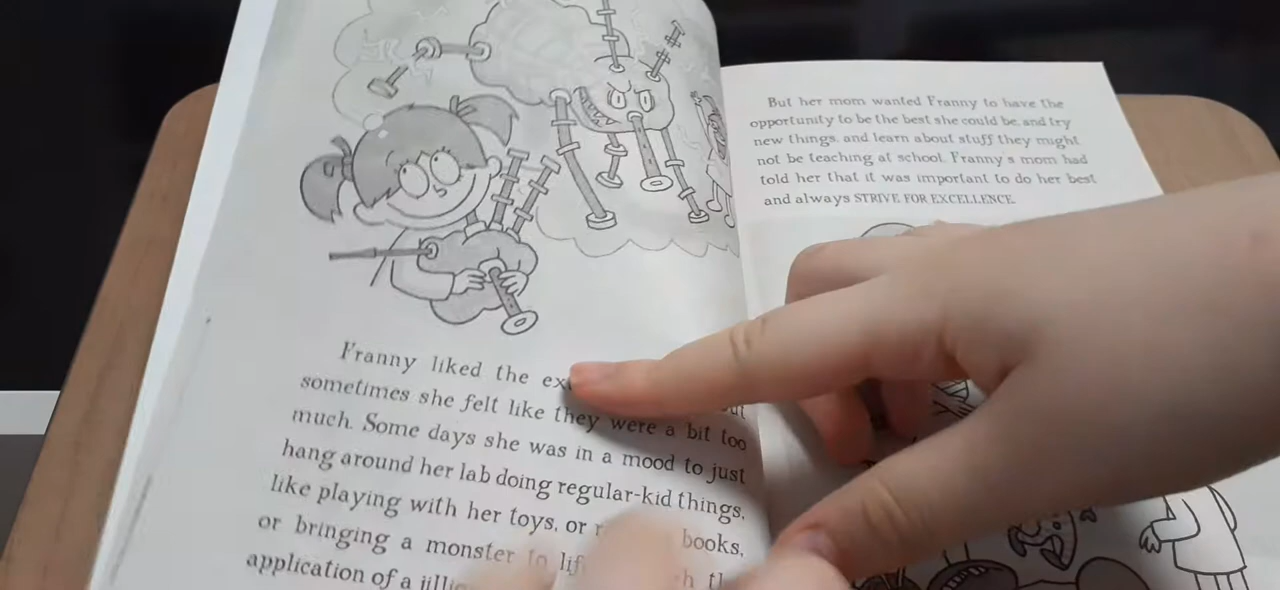 Franny liked the
sometimes she felt like they were a bit too
much. Some days she was in a mood to just
hang around her lab doing regular-kid things,
like playing with her toys, or books,
or bringing a monster to
application of a
But her mom wanted Franny to have the
opportunity to be the best she could be, and try
new things, and learn about stuff they might
not be teaching at school. Franny's mom had
told her that it was important to do her best
and always STRIVE FOR EXCELLENCE.